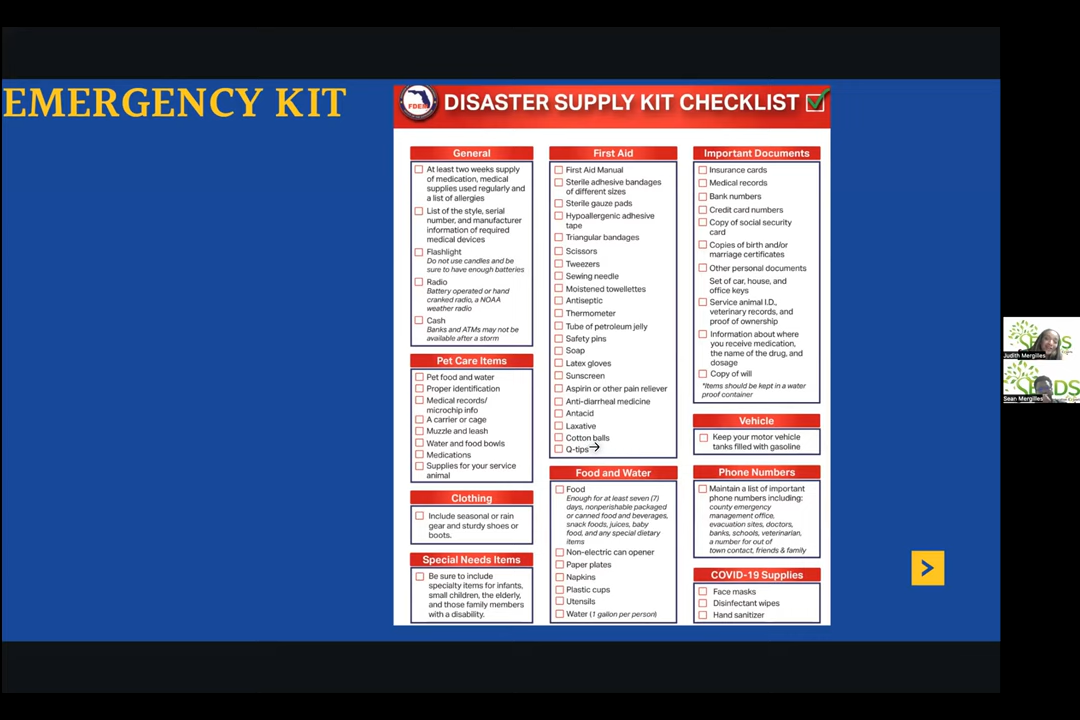 EMERGENCY KIT
FDEM
DISASTER SUPPLY KIT CHECKLIST
General
At least two weeks supply
of medication, medical
supplies used regularly and
a list of allergies
List of the style, serial
number, and manufacturer
information of required
medical devices
Flashlight
Do not use candles and be
sure to have enough batteries
Radio
Battery operated or hand
cranked radio, a NOAA
weather radio
Cash
Banks and ATMs may not be
available after a storm
Pet Care Items
Pet food and water
Proper identification
Medical records/
microchip info
A carrier or cage
Muzzle and leash
Water and food bowls
Medications
Supplies for your service
animal
Clothing
Include seasonal or rain
gear and sturdy shoes or
boots.
Special Needs Items
Be sure to include
specialty items for infants,
small children, the elderly,
and those family members
with a disability.
First Aid
First Aid Manual
Sterile adhesive bandages
of different sizes
Sterile gauze pads
Hypoallergenic adhesive
tape
Triangular bandages
Scissors
Tweezers
Sewing needle
Moistened towellettes
Antiseptic
Thermometer
Tube of petroleum jelly
Safety pins
Soap
Latex gloves
Sunscreen
Aspirin or other pain reliever
Anti-diarrheal medicine
Antacid
Laxative
Cotton balls
Q-tips
Food and Water
Food
Enough for at least seven (7)
days, nonperishable packaged
or canned food and beverages,
snack foods, juices, baby
food, and any special dietary
items
Non-electric can opener
Paper plates
Napkins
Plastic cups
Utensils
Water (1 gallon per person)
Important Documents
Insurance cards
Medical records
Bank numbers
Credit card numbers
Copy of social security
card
Copies of birth and/or
marriage certificates
Other personal documents
Set of car, house, and
office keys
Service animal I.D.,
veterinary records, and
proof of ownership
Information about where
you receive medication,
the name of the drug, and
dosage
Copy of will
*Items should be kept in a water
proof container
Vehicle
Keep your motor vehicle
tanks filled with gasoline
Phone Numbers
Maintain a list of important
phone numbers including:
county emergency
management office,
evacuation sites, doctors,
banks, schools, veterinarian,
a number for out of
town contact, friends & family
COVID-19 Supplies
Face masks
Disinfectant wipes
Hand sanitizer
Judith Mergilles
Sean Mergilles